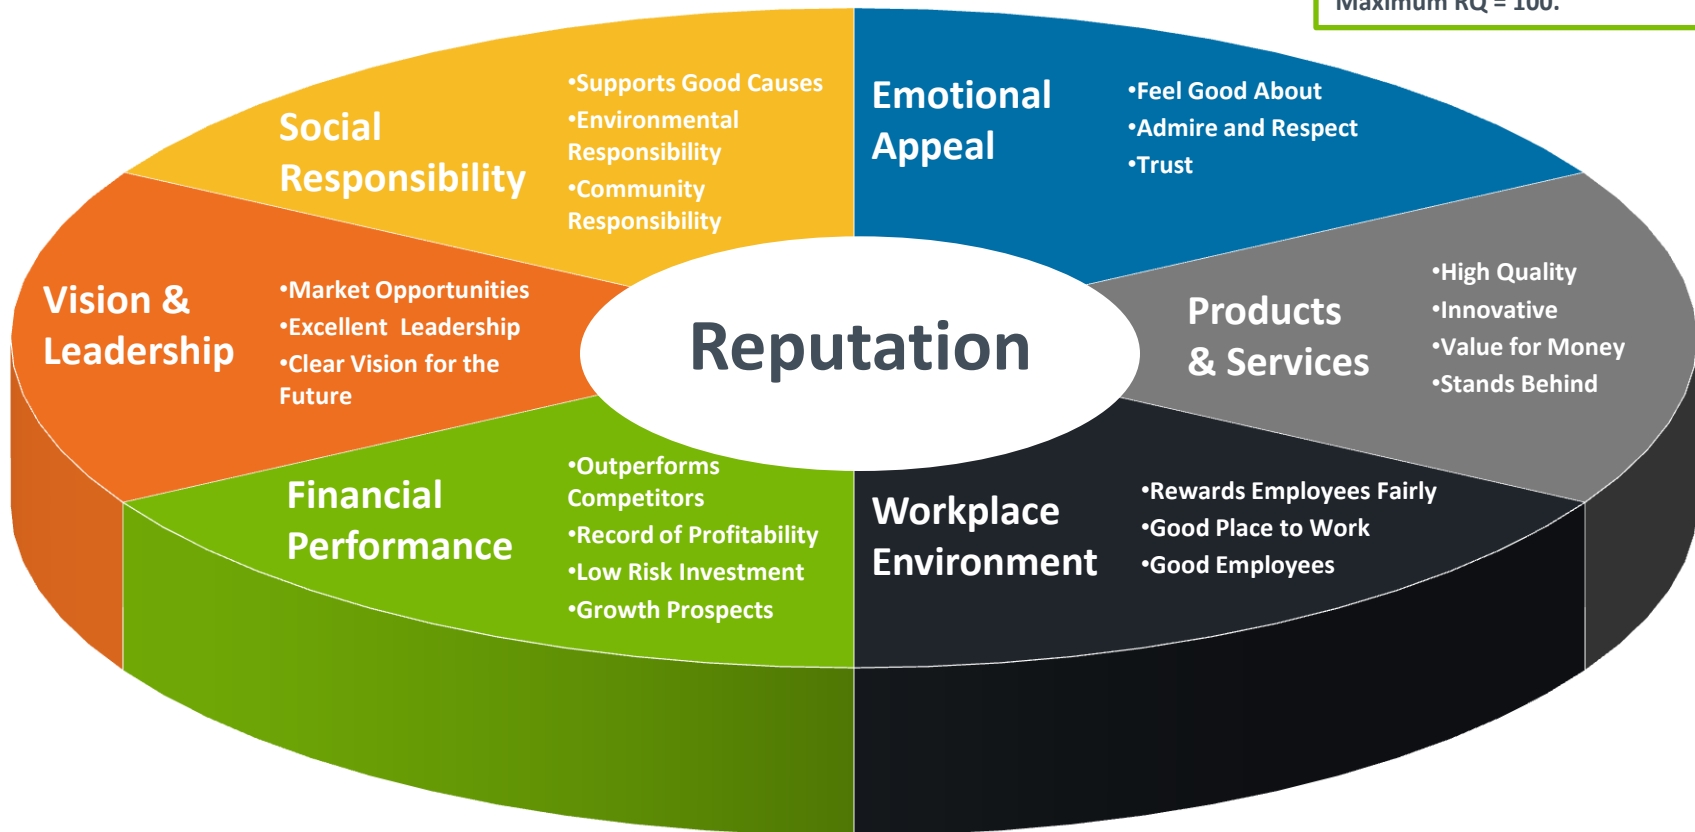 Maximum RQ = 100.
Social
Responsibility
•Supports Good Causes
•Environmental
Responsibility
•Community
Responsibility
Emotional
Appeal
•Feel Good About
•Admire and Respect
•Trust
Vision &
Leadership
•Market Opportunities
•Excellent  Leadership
•Clear Vision for the
Future
Reputation
Products
& Services
•High Quality
•Innovative
•Value for Money
•Stands Behind
Financial
Performance
•Outperforms
Competitors
•Record of Profitability
•Low Risk Investment
•Growth Prospects
Workplace
Environment
•Rewards Employees Fairly
•Good Place to Work
•Good Employees